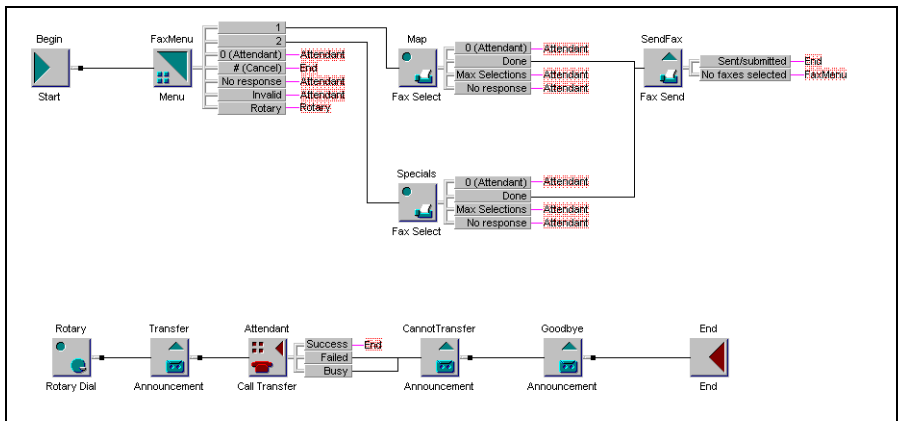 Begin
Start
FaxMenu
Menu
1
2
0 (Attendant) Attendant
# (Cancel) End
No response Attendant
Invalid Attendant
Rotary Rotary
Map
Fax Select
0 (Attendant) Attendant
Done
Max Selections Attendant
No response Attendant
SendFax
Fax Send
Sent/submitted End
No faxes selected FaxMenu
Specials
Fax Select
0 (Attendant) Attendant
Done
Max Selections Attendant
No response Attendant
Rotary
Rotary Dial
Transfer
Announcement
Attendant
Call Transfer
Success End
Failed
Busy
CannotTransfer
Announcement
Goodbye
Announcement
End
End